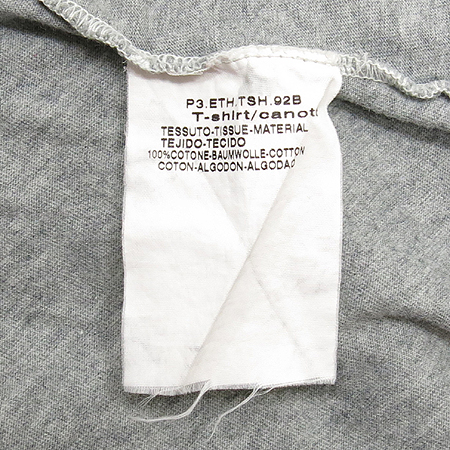 P3.ETH.TSH.92B
T-shirt/canott
TESSUTO-TISSUE-MATERIAL
TEJIDO-TECIDO
100%COTONE-BAUMWOLLE-COTTON
COTON-ALGODON-ALGODAO